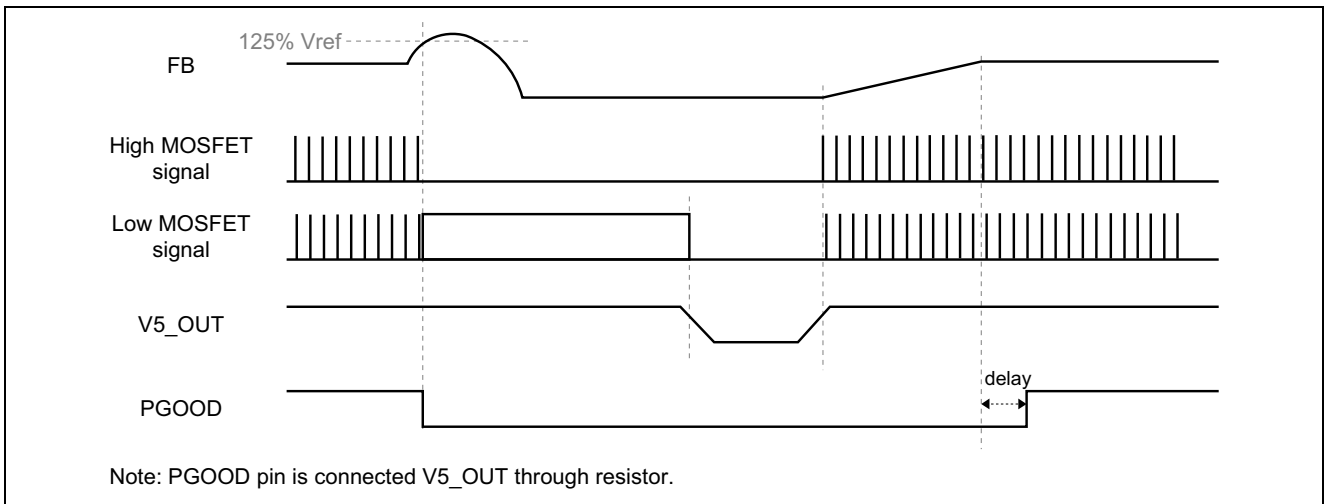 125% Vref
FB
High MOSFET
signal
Low MOSFET
signal
V5_OUT
delay
PGOOD
Note: PGOOD pin is connected V5_OUT through resistor.